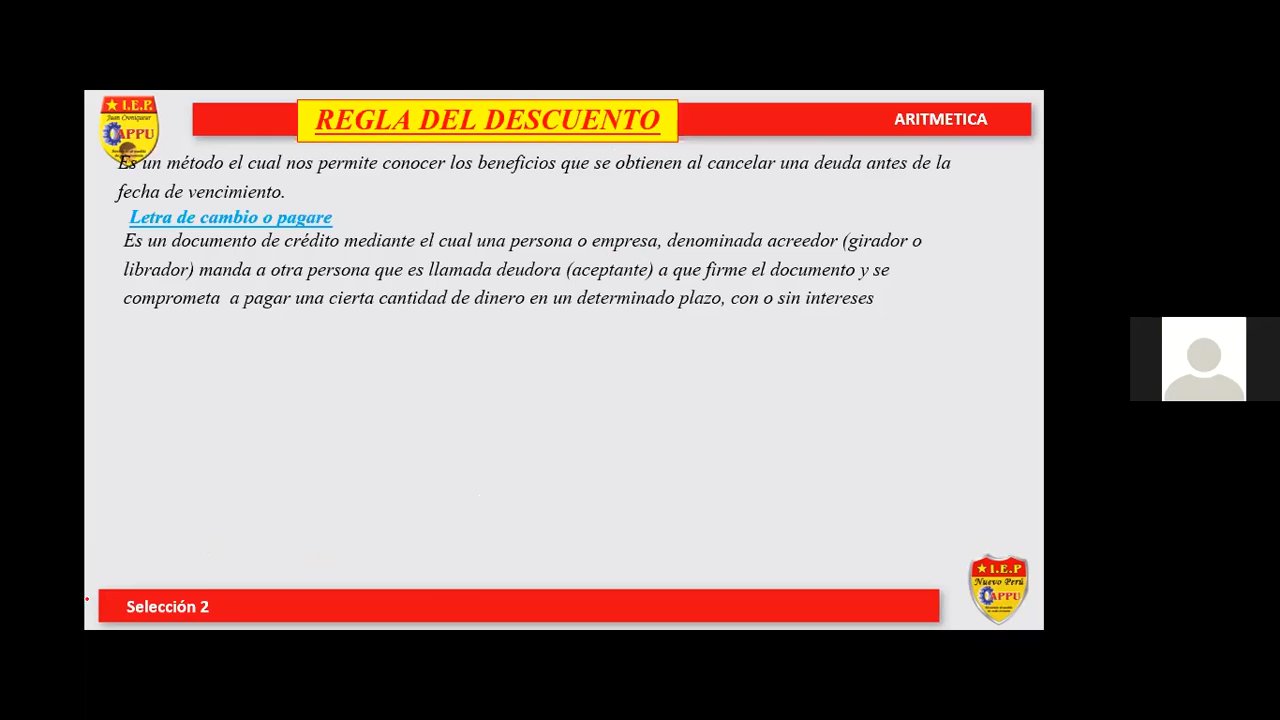 ★ I.E.P.
Juan Croniqueur
CAPPU
REGLA DEL DESCUENTO
ARITMETICA
Es un método el cual nos permite conocer los beneficios que se obtienen al cancelar una deuda antes de la
fecha de vencimiento.
Letra de cambio o pagare
Es un documento de crédito mediante el cual una persona o empresa, denominada acreedor (girador o
librador) manda a otra persona que es llamada deudora (aceptante) a que firme el documento y se
comprometa a pagar una cierta cantidad de dinero en un determinado plazo, con o sin intereses
★ I.E.P
Nuevo Perú
CAPPU
Selección 2